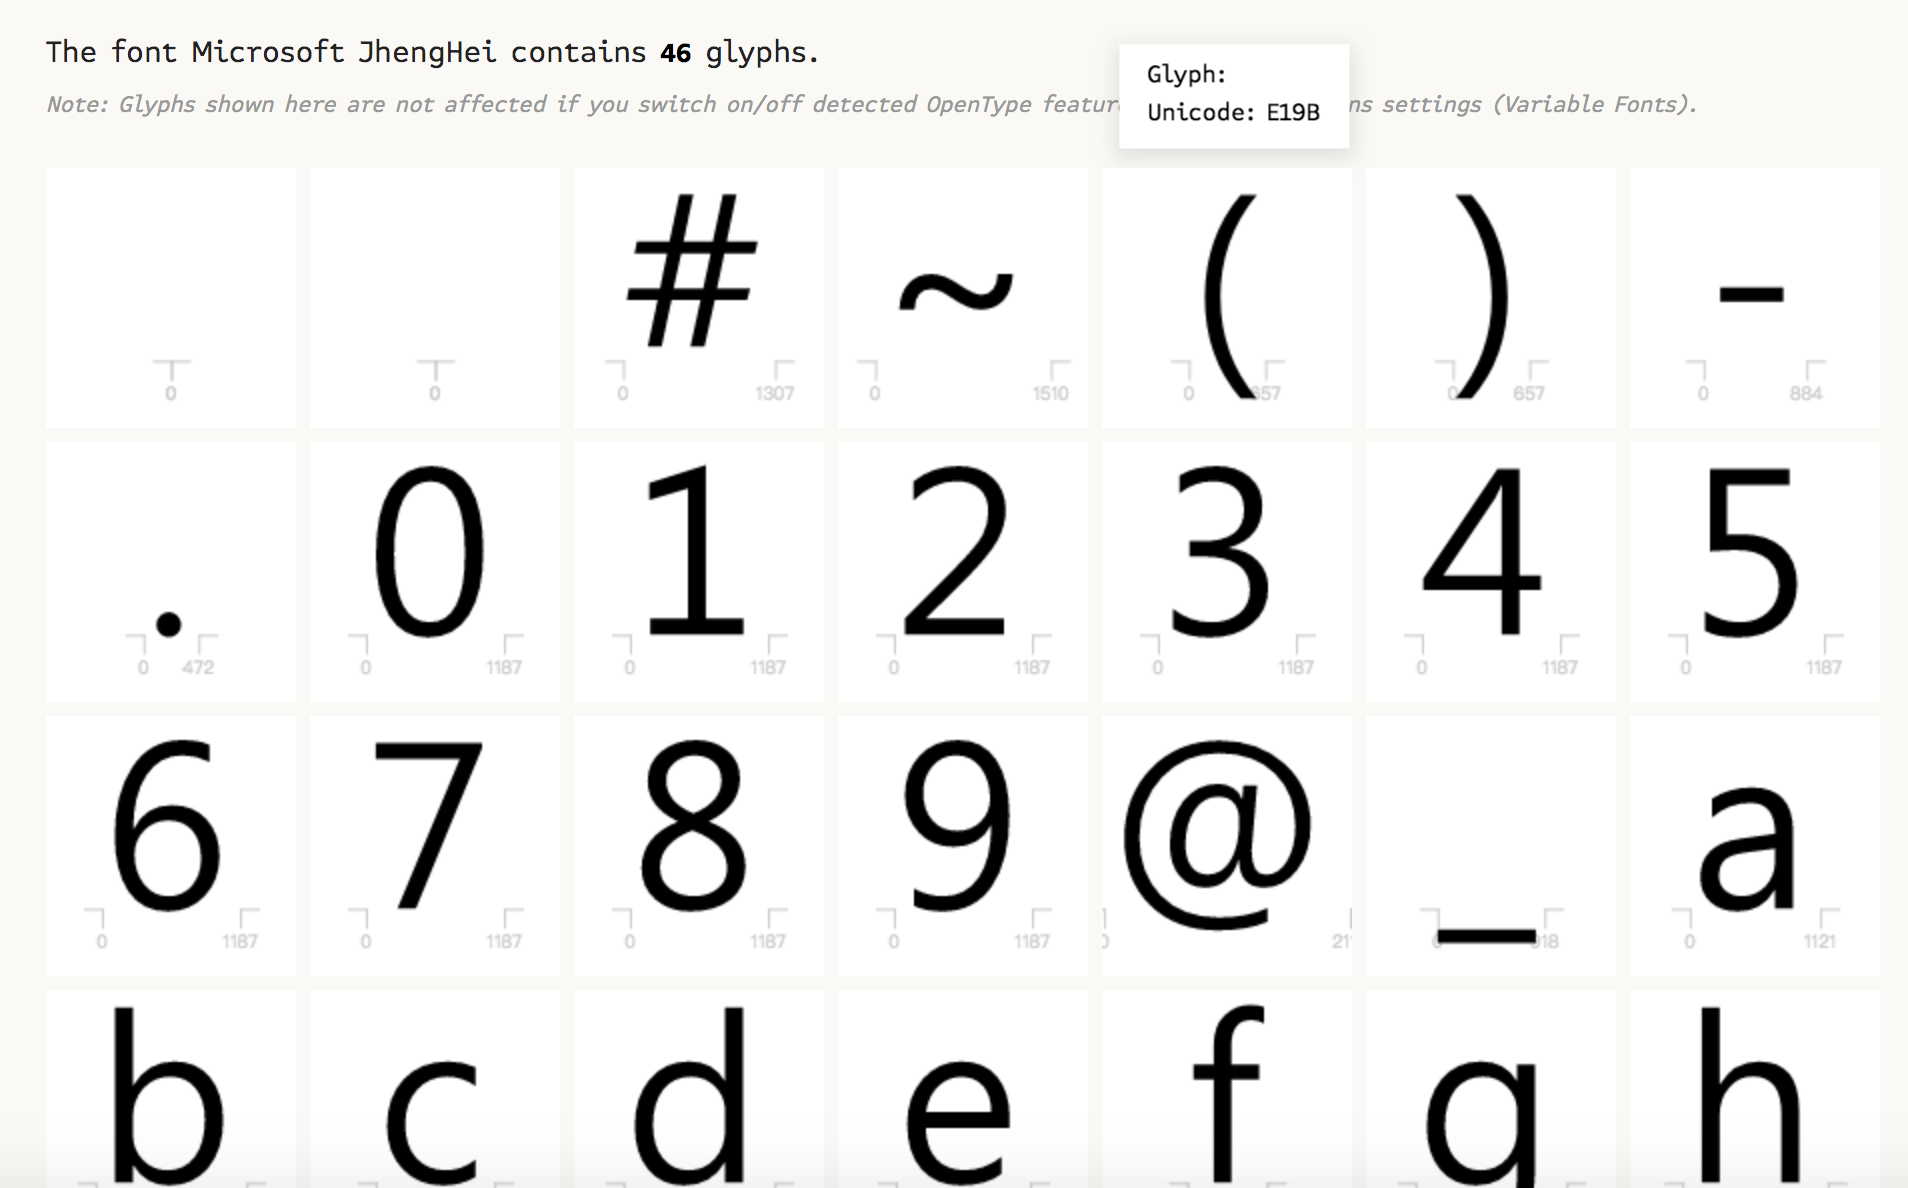 The font Microsoft JhengHei contains 46 glyphs.
Glyph:
Unicode: E19B
Note: Glyphs shown here are not affected if you switch on/off detected OpenType ns settings (Variable Fonts).
# ~ ( ) -
0 0 0 1307 0 1510 0 0 657 0 884
. 0 1 2 3 4 5
0 472 0 1187 0 1187 0 1187 0 1187 0 1187 0 1187
6 7 8 9 @ _ a
0 1187 0 1187 0 1187 0 1187 0 0 1121
b c d e f g h